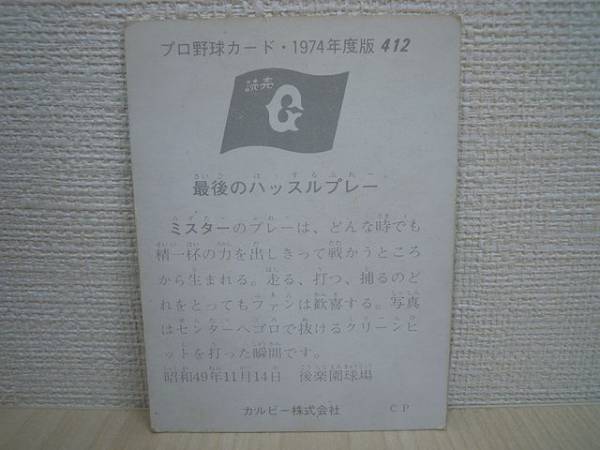 プロ野球カード・1974年度版 412
読売
G
最後のハッスルプレー
ミスターのプレーは、どんな時でも
精一杯の力を出しきって戦かうところ
から生まれる。走る、打つ、捕るのど
れをとってもファンは歓喜する。写真
はセンターへゴロで抜けるクリーンヒ
ットを打った瞬間です。
昭和49年11月14日 後楽園球場
カルビー株式会社 CP